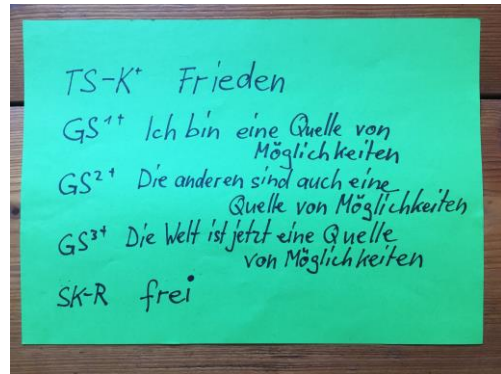 TS-K⁺ Frieden
GS¹⁺ Ich bin eine Quelle von
Möglichkeiten
GS²⁺ Die anderen sind auch eine
Quelle von Möglichkeiten
GS³⁺ Die Welt ist jetzt eine Quelle
von Möglichkeiten
SK-R frei